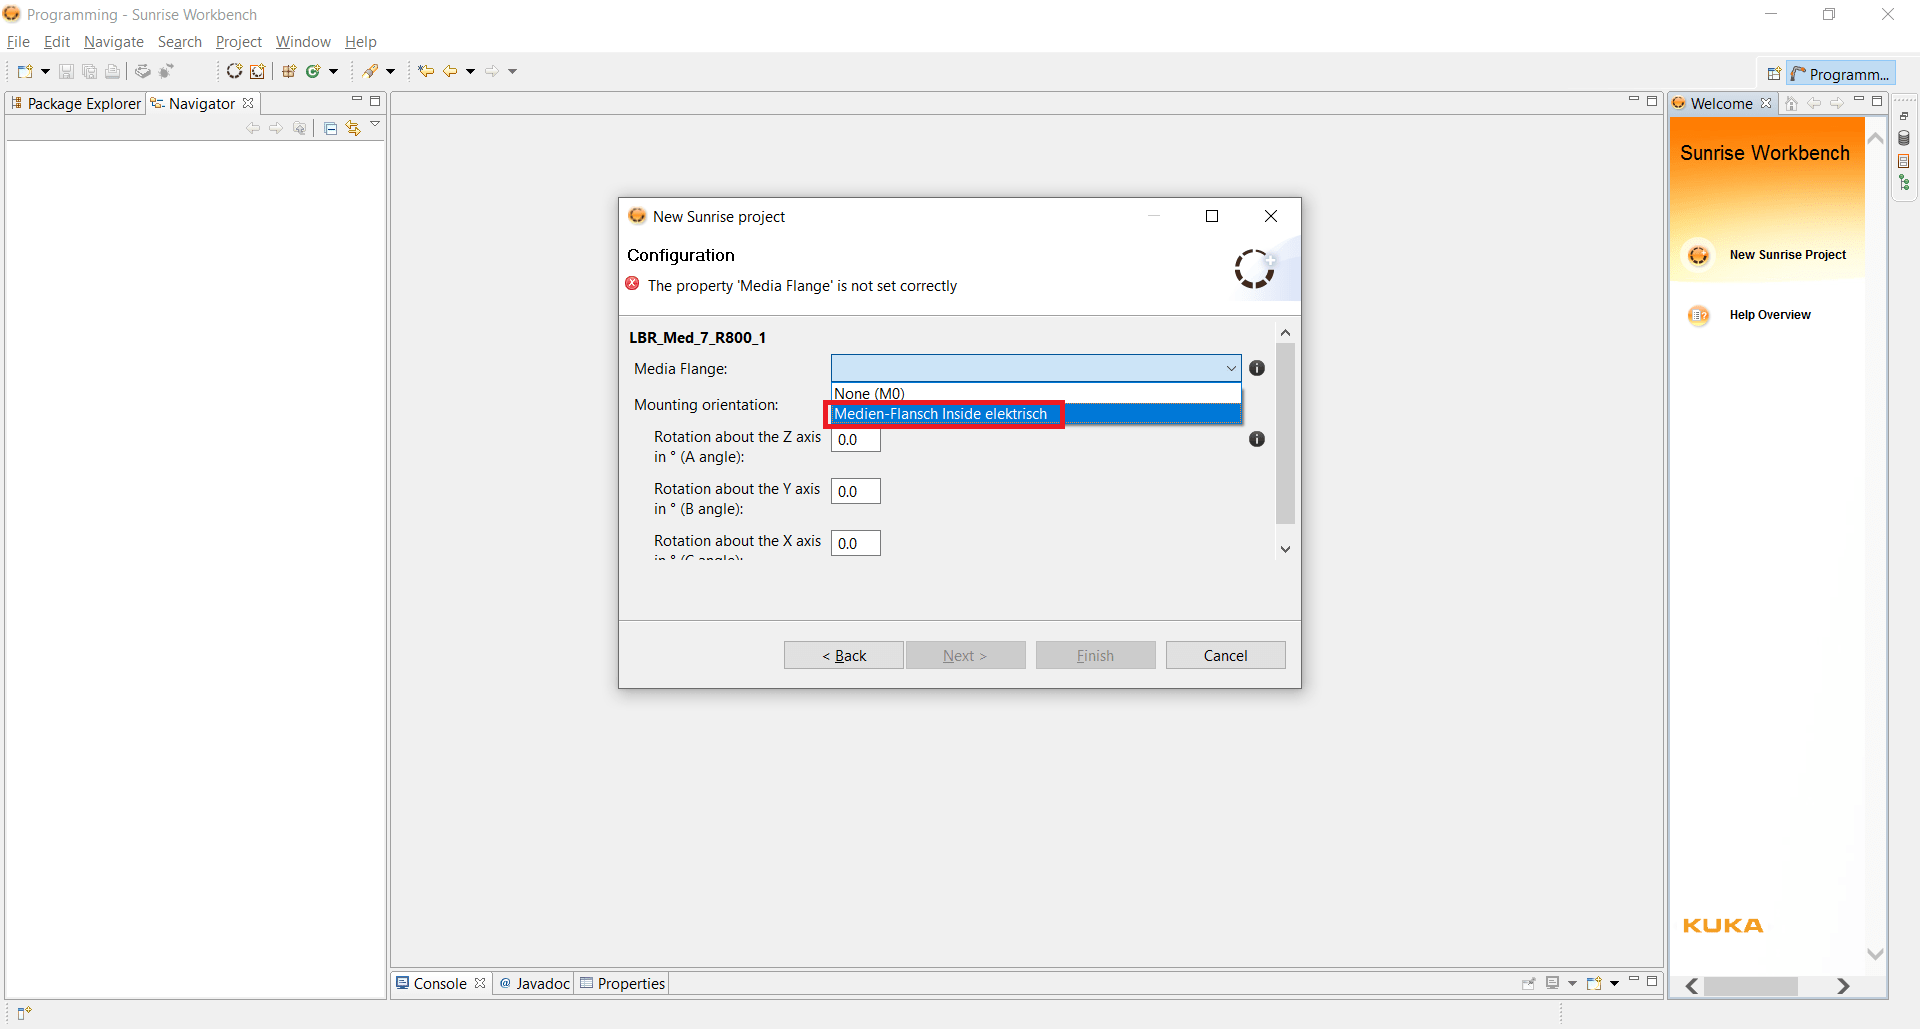 Programming - Sunrise Workbench
File Edit Navigate Search Project Window Help
Programm...
Package Explorer Navigator
Welcome
Sunrise Workbench
New Sunrise Project
Help Overview
KUKA
New Sunrise project
Configuration
The property 'Media Flange' is not set correctly
LBR_Med_7_R800_1
Media Flange:
None (M0)
Medien-Flansch Inside elektrisch
Mounting orientation:
Rotation about the Z axis
in ° (A angle):
0.0
Rotation about the Y axis
in ° (B angle):
0.0
Rotation about the X axis
in ° (C angle):
0.0
< Back Next > Finish Cancel
Console @ Javadoc Properties